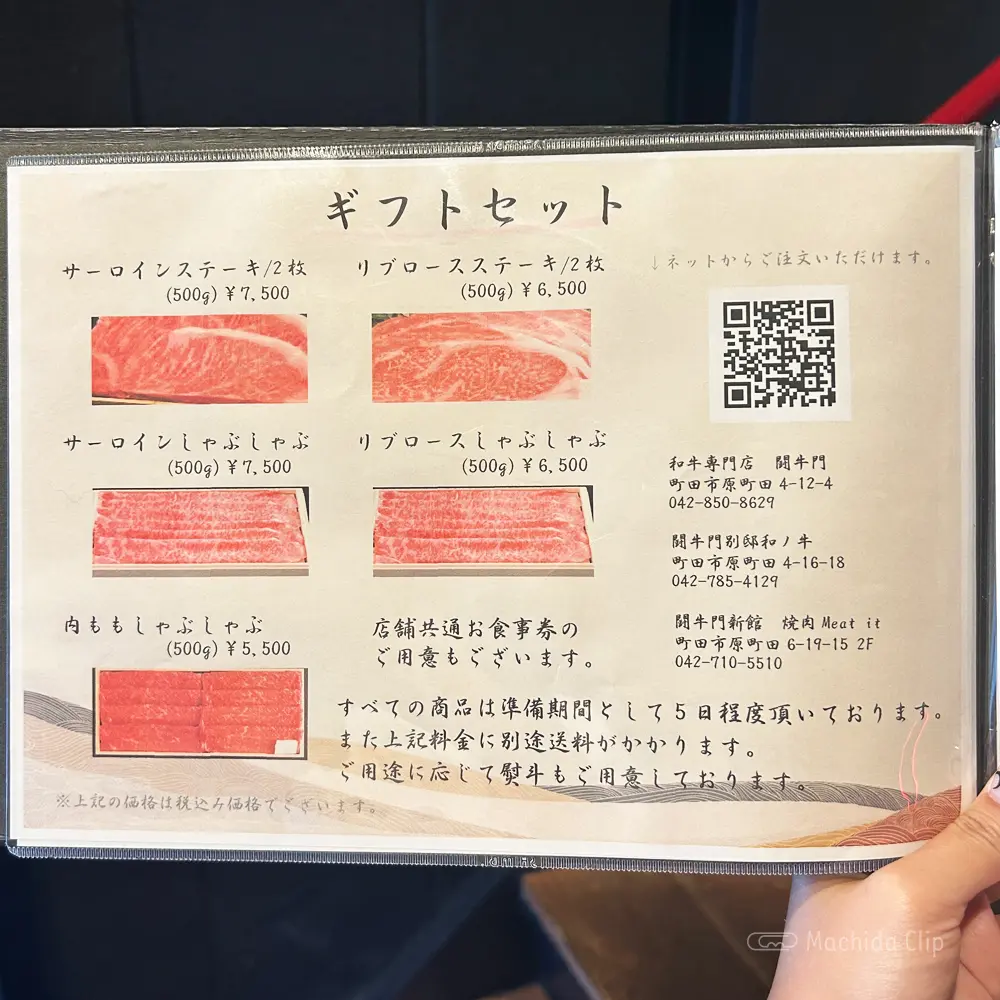 ギフトセット
サーロインステーキ/2枚
(500g) ¥7,500
リブロースステーキ/2枚
(500g) ¥6,500
↓ネットからご注文いただけます。
サーロインしゃぶしゃぶ
(500g) ¥7,500
リブロースしゃぶしゃぶ
(500g) ¥6,500
和牛専門店 闘牛門
町田市原町田 4-12-4
042-850-8629
闘牛門別邸和ノ牛
町田市原町田 4-16-18
042-785-4129
闘牛門新館 焼肉Meat it
町田市原町田 6-19-15 2F
042-710-5510
内ももしゃぶしゃぶ
(500g) ¥5,500
店舗共通お食事券の
ご用意もございます。
すべての商品は準備期間として5日程度頂いております。
また上記料金に別途送料がかかります。
ご用途に応じて熨斗もご用意しております。
※上記の価格は税込み価格でございます。
Machida Clip